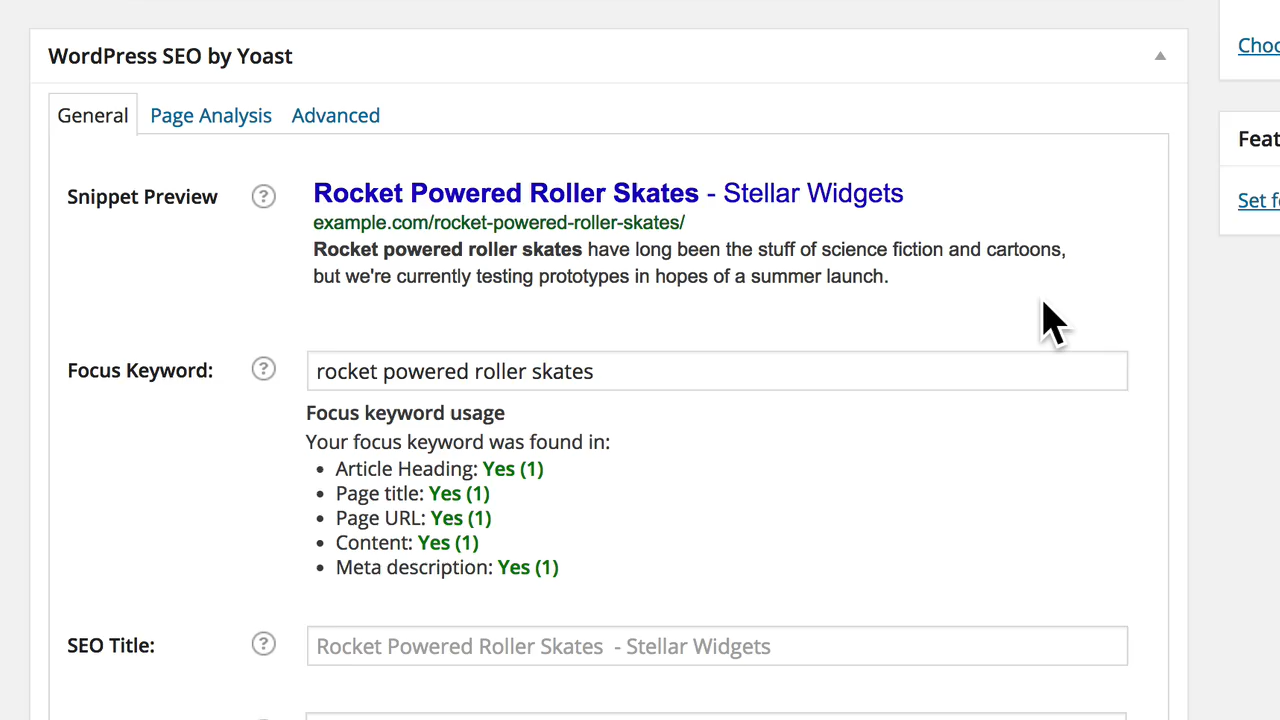 WordPress SEO by Yoast
Choo
General Page Analysis Advanced
Feat
Snippet Preview ? Rocket Powered Roller Skates - Stellar Widgets
Set f
example.com/rocket-powered-roller-skates/
Rocket powered roller skates have long been the stuff of science fiction and cartoons,
but we're currently testing prototypes in hopes of a summer launch.
Focus Keyword: ? rocket powered roller skates
Focus keyword usage
Your focus keyword was found in:
• Article Heading: Yes (1)
• Page title: Yes (1)
• Page URL: Yes (1)
• Content: Yes (1)
• Meta description: Yes (1)
SEO Title: ? Rocket Powered Roller Skates - Stellar Widgets